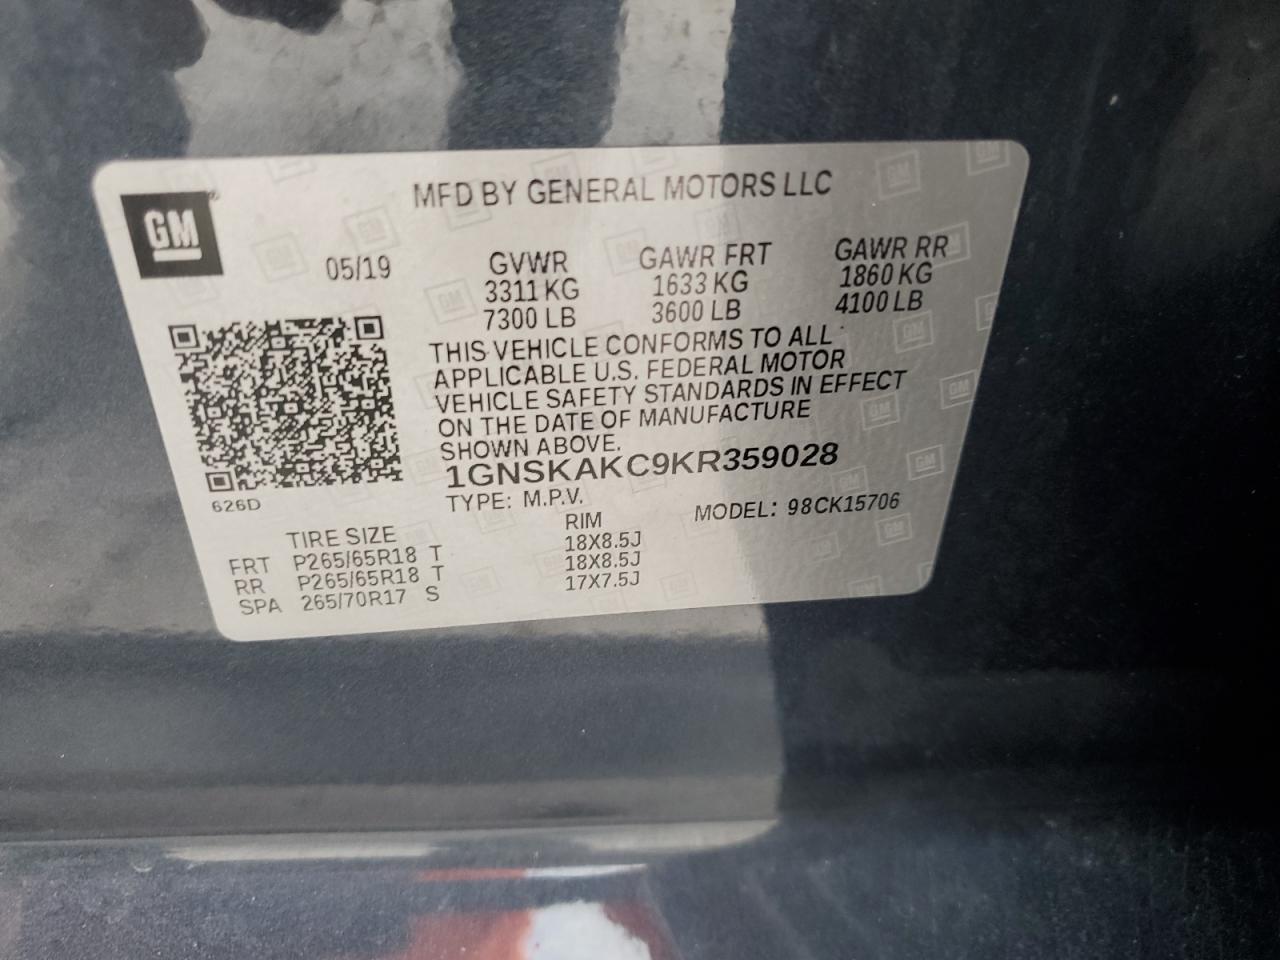 MFD BY GENERAL MOTORS LLC
GM
05/19
GVWR GAWR FRT GAWR RR
3311 KG 1633 KG 1860 KG
7300 LB 3600 LB 4100 LB
THIS VEHICLE CONFORMS TO ALL
APPLICABLE U.S. FEDERAL MOTOR
VEHICLE SAFETY STANDARDS IN EFFECT
ON THE DATE OF MANUFACTURE
SHOWN ABOVE.
1GNSKAKC9KR359028
TYPE: M.P.V. MODEL: 98CK15706
626D
TIRE SIZE RIM
FRT P265/65R18 T 18X8.5J
RR P265/65R18 T 18X8.5J
SPA 265/70R17 S 17X7.5J